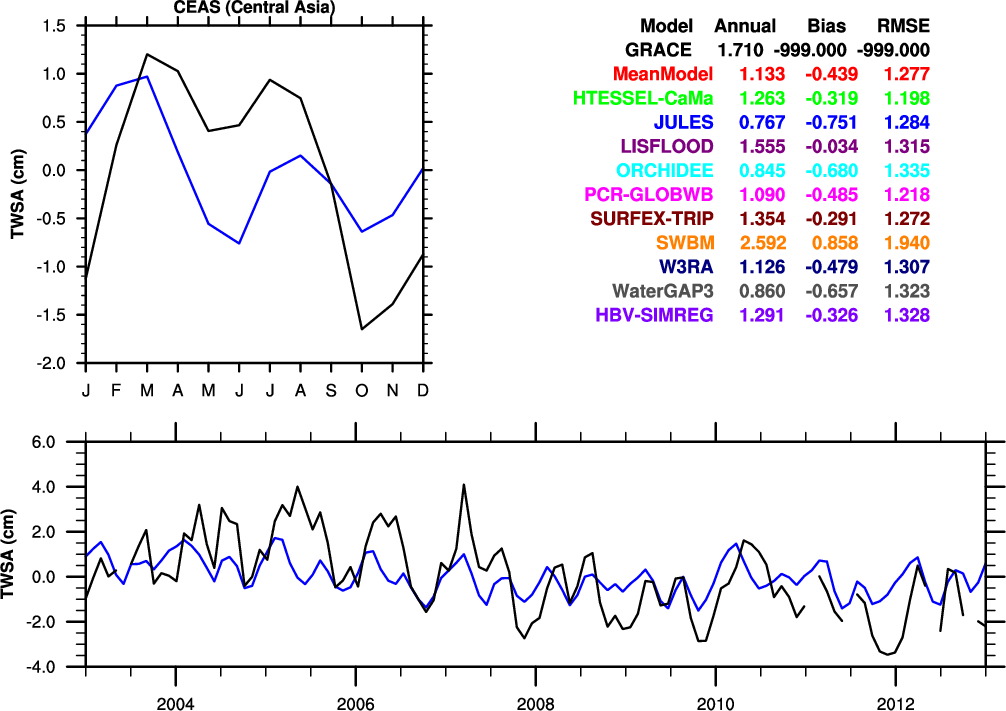 CEAS (Central Asia)
1.5
1.0
0.5
0.0
-0.5
-1.0
-1.5
-2.0
TWSA (cm)
J F M A M J J A S O N D
Model Annual Bias RMSE
GRACE 1.710 -999.000 -999.000
MeanModel 1.133 -0.439 1.277
HTESSEL-CaMa 1.263 -0.319 1.198
JULES 0.767 -0.751 1.284
LISFLOOD 1.555 -0.034 1.315
ORCHIDEE 0.845 -0.680 1.335
PCR-GLOBWB 1.090 -0.485 1.218
SURFEX-TRIP 1.354 -0.291 1.272
SWBM 2.592 0.858 1.940
W3RA 1.126 -0.479 1.307
WaterGAP3 0.860 -0.657 1.323
HBV-SIMREG 1.291 -0.326 1.328
6.0
4.0
2.0
0.0
-2.0
-4.0
TWSA (cm)
2004 2006 2008 2010 2012